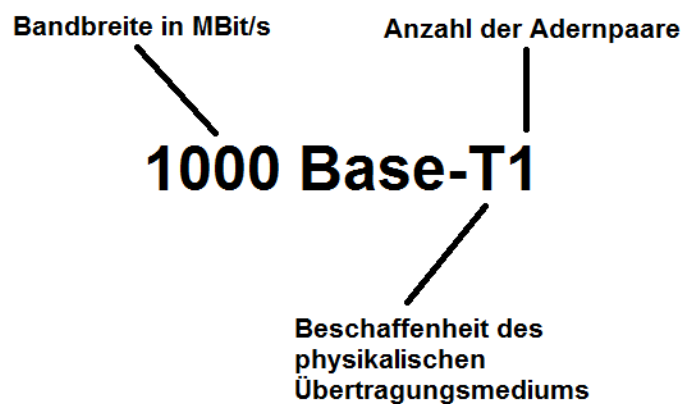 Bandbreite in MBit/s
Anzahl der Adernpaare
1000 Base-T1
Beschaffenheit des
physikalischen
Übertragungsmediums